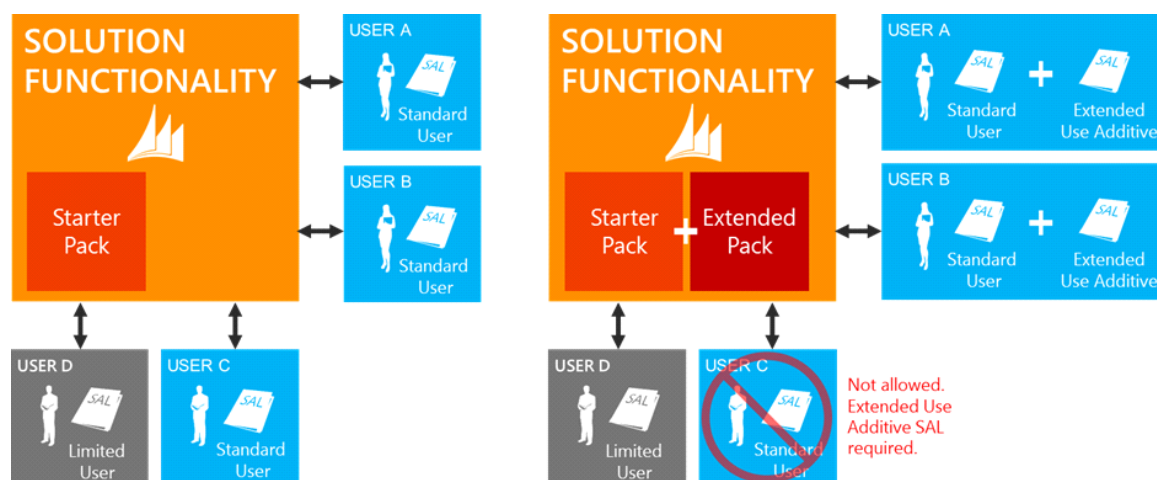 SOLUTION
FUNCTIONALITY
Starter
Pack
USER A
SAL
Standard
User
USER B
SAL
Standard
User
USER D
SAL
Limited
User
USER C
SAL
Standard
User
SOLUTION
FUNCTIONALITY
Starter
Pack
+
Extended
Pack
USER A
SAL
Standard
User
+
SAL
Extended
Use Additive
USER B
SAL
Standard
User
+
SAL
Extended
Use Additive
USER D
SAL
Limited
User
USER C
SAL
Standard
User
Not allowed.
Extended Use
Additive SAL
required.